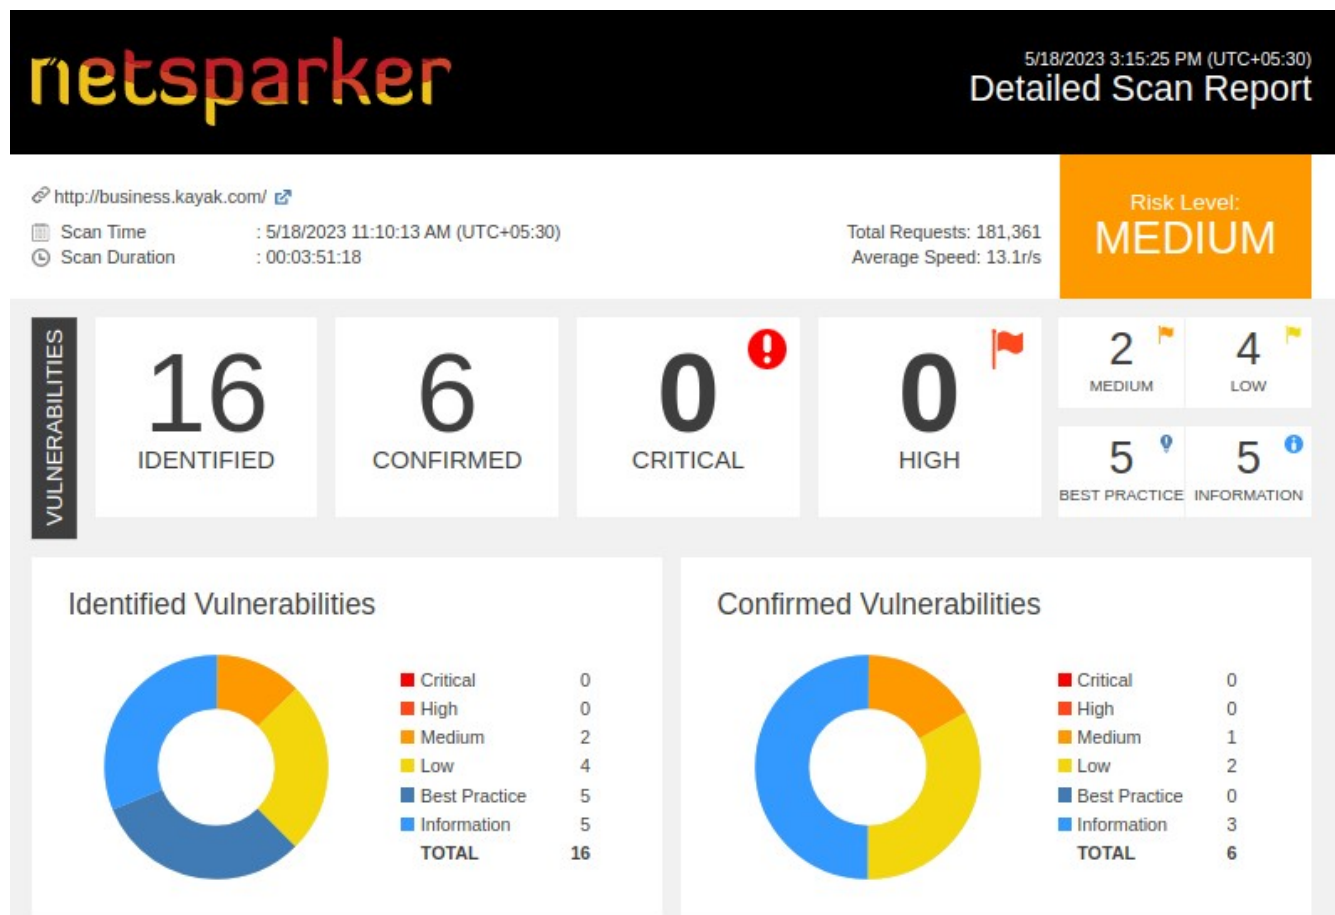 netsparker
5/18/2023 3:15:25 PM (UTC+05:30)
Detailed Scan Report
http://business.kayak.com/
Scan Time : 5/18/2023 11:10:13 AM (UTC+05:30)
Scan Duration : 00:03:51:18
Total Requests: 181,361
Average Speed: 13.1r/s
Risk Level:
MEDIUM
VULNERABILITIES
16
IDENTIFIED
6
CONFIRMED
0
CRITICAL
0
HIGH
2
MEDIUM
4
LOW
5
BEST PRACTICE
5
INFORMATION
Identified Vulnerabilities
Critical 0
High 0
Medium 2
Low 4
Best Practice 5
Information 5
TOTAL 16
Confirmed Vulnerabilities
Critical 0
High 0
Medium 1
Low 2
Best Practice 0
Information 3
TOTAL 6